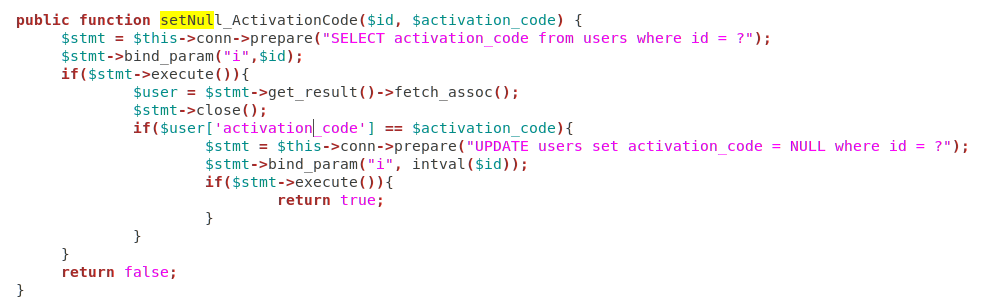 public function setNull_ActivationCode($id, $activation_code) {
$stmt = $this->conn->prepare("SELECT activation_code from users where id = ?");
$stmt->bind_param("i",$id);
if($stmt->execute()){
$user = $stmt->get_result()->fetch_assoc();
$stmt->close();
if($user['activation_code'] == $activation_code){
$stmt = $this->conn->prepare("UPDATE users set activation_code = NULL where id = ?");
$stmt->bind_param("i", intval($id));
if($stmt->execute()){
return true;
}
}
}
return false;
}